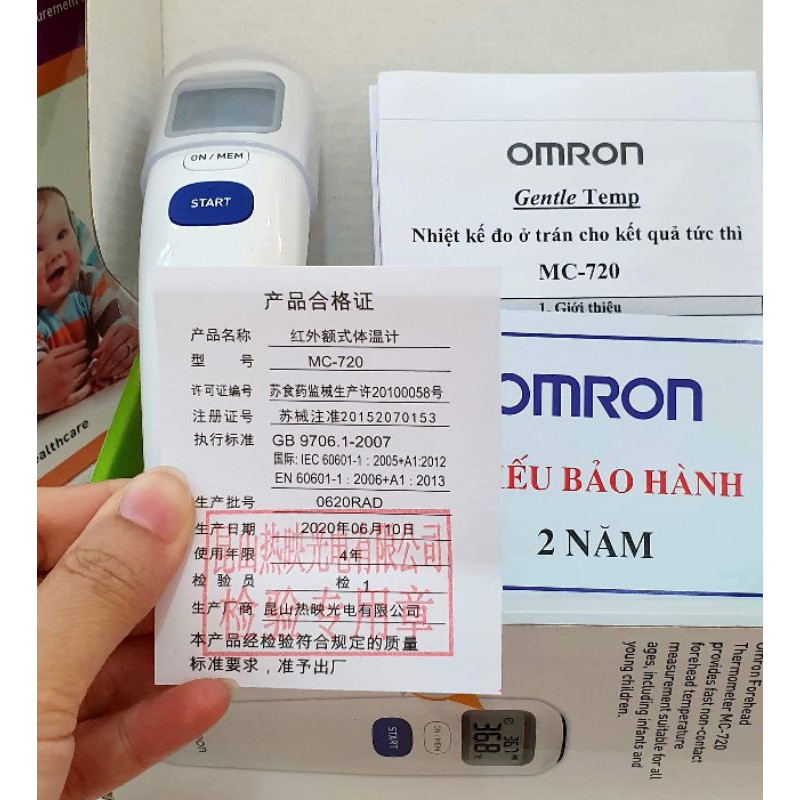 urement
ON / MEM
START
althcare
OMRON
Gentle Temp
Nhiệt kế đo ở trán cho kết quả tức thì
MC-720
1. Giới thiệu
OMRON
IẾU BẢO HÀNH
2 NĂM
产品合格证
产品名称 红外额式体温计
型 号 MC-720
许可证编号 苏食药监械生产许20100058号
注册证号 苏械注准20152070153
执行标准 GB 9706.1-2007
国际: IEC 60601-1 : 2005+A1:2012
EN 60601-1 : 2006+A1 : 2013
生产批号 0620RAD
生产日期 2020年06月10日
使用年限 4年
检 验 员 检 1
生产厂商 昆山热映光电有限公司
本产品经检验符合规定的质量
标准要求，准予出厂
昆山热映光电有限公司
检验专用章
Omron Forehead
Thermometer MC-720
provides fast non-contact
forehead temperature
measurement suitable for all
ages, including infants and
young children.
ron
START
ON / MEM
36.8